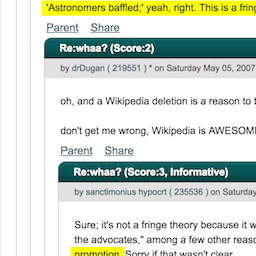 'Astronomers baffled;' yeah, right. This is a fring
Parent Share
Re:whaa? (Score:2)
by drDugan ( 219551 ) * on Saturday May 05, 2007
oh, and a Wikipedia deletion is a reason to t
don't get me wrong, Wikipedia is AWESOM
Parent Share
Re:whaa? (Score:3, Informative)
by sanctimonius hypocrt ( 235536 ) on Saturday
Sure; it's not a fringe theory because it w
the advocates," among a few other reaso
promotion. Sorry if that wasn't clear.